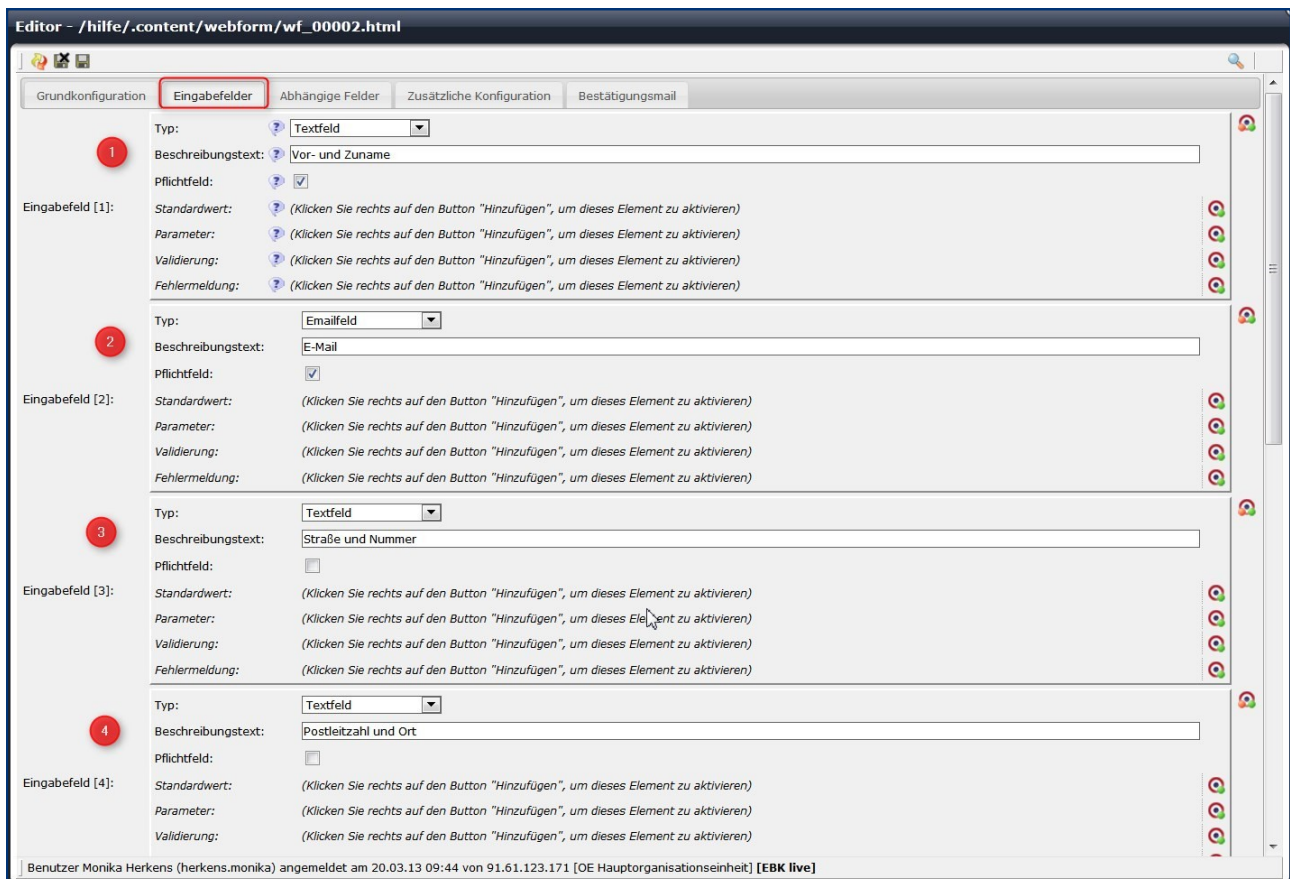 Editor - /hilfe/.content/webform/wf_00002.html
Grundkonfiguration Eingabefelder Abhängige Felder Zusätzliche Konfiguration Bestätigungsmail
Typ: ? Textfeld
1
Beschreibungstext: ? Vor- und Zuname
Pflichtfeld: ?
Eingabefeld [1]: Standardwert: ? (Klicken Sie rechts auf den Button "Hinzufügen", um dieses Element zu aktivieren)
Parameter: ? (Klicken Sie rechts auf den Button "Hinzufügen", um dieses Element zu aktivieren)
Validierung: ? (Klicken Sie rechts auf den Button "Hinzufügen", um dieses Element zu aktivieren)
Fehlermeldung: ? (Klicken Sie rechts auf den Button "Hinzufügen", um dieses Element zu aktivieren)
Typ: Emailfeld
2
Beschreibungstext: E-Mail
Pflichtfeld:
Eingabefeld [2]: Standardwert: (Klicken Sie rechts auf den Button "Hinzufügen", um dieses Element zu aktivieren)
Parameter: (Klicken Sie rechts auf den Button "Hinzufügen", um dieses Element zu aktivieren)
Validierung: (Klicken Sie rechts auf den Button "Hinzufügen", um dieses Element zu aktivieren)
Fehlermeldung: (Klicken Sie rechts auf den Button "Hinzufügen", um dieses Element zu aktivieren)
Typ: Textfeld
3
Beschreibungstext: Straße und Nummer
Pflichtfeld:
Eingabefeld [3]: Standardwert: (Klicken Sie rechts auf den Button "Hinzufügen", um dieses Element zu aktivieren)
Parameter: (Klicken Sie rechts auf den Button "Hinzufügen", um dieses Element zu aktivieren)
Validierung: (Klicken Sie rechts auf den Button "Hinzufügen", um dieses Element zu aktivieren)
Fehlermeldung: (Klicken Sie rechts auf den Button "Hinzufügen", um dieses Element zu aktivieren)
Typ: Textfeld
4
Beschreibungstext: Postleitzahl und Ort
Pflichtfeld:
Eingabefeld [4]: Standardwert: (Klicken Sie rechts auf den Button "Hinzufügen", um dieses Element zu aktivieren)
Parameter: (Klicken Sie rechts auf den Button "Hinzufügen", um dieses Element zu aktivieren)
Validierung: (Klicken Sie rechts auf den Button "Hinzufügen", um dieses Element zu aktivieren)
Benutzer Monika Herkens (herkens.monika) angemeldet am 20.03.13 09:44 von 91.61.123.171 [OE Hauptorganisationseinheit] [EBK live]